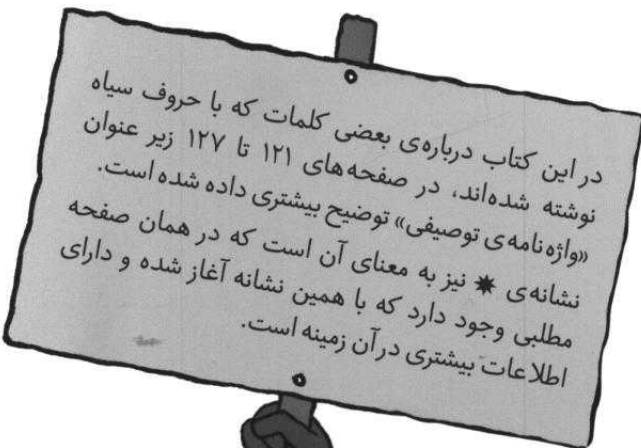 در این کتاب درباره‌ی بعضی کلمات که با حروف سیاه
نوشته شده‌اند، در صفحه‌های ۱۲۱ تا ۱۲۷ زیر عنوان
«واژه‌نامه‌ی توصیفی» توضیح بیشتری داده شده است.
نشانه‌ی ✷ نیز به معنای آن است که در همان صفحه
مطلبی وجود دارد که با همین نشانه آغاز شده و دارای
اطلاعات بیشتری در آن زمینه است.